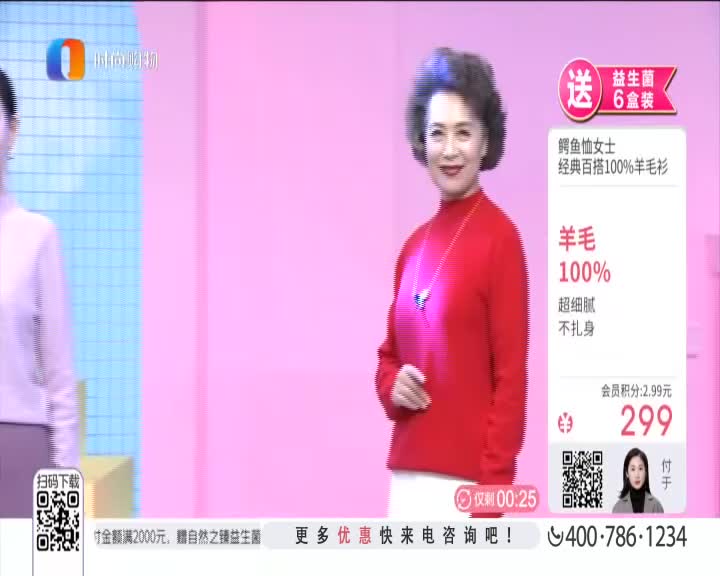 时尚购物
送
益生菌
6盒装
鳄鱼恤女士
经典百搭100%羊毛衫
羊毛
100%
超细腻
不扎身
会员积分:2.99元
299
付
于
仅剩00:25
扫码下载
付金额满2000元，赠自然之臻益生菌
更多优惠快来电咨询吧！
400·786·1234